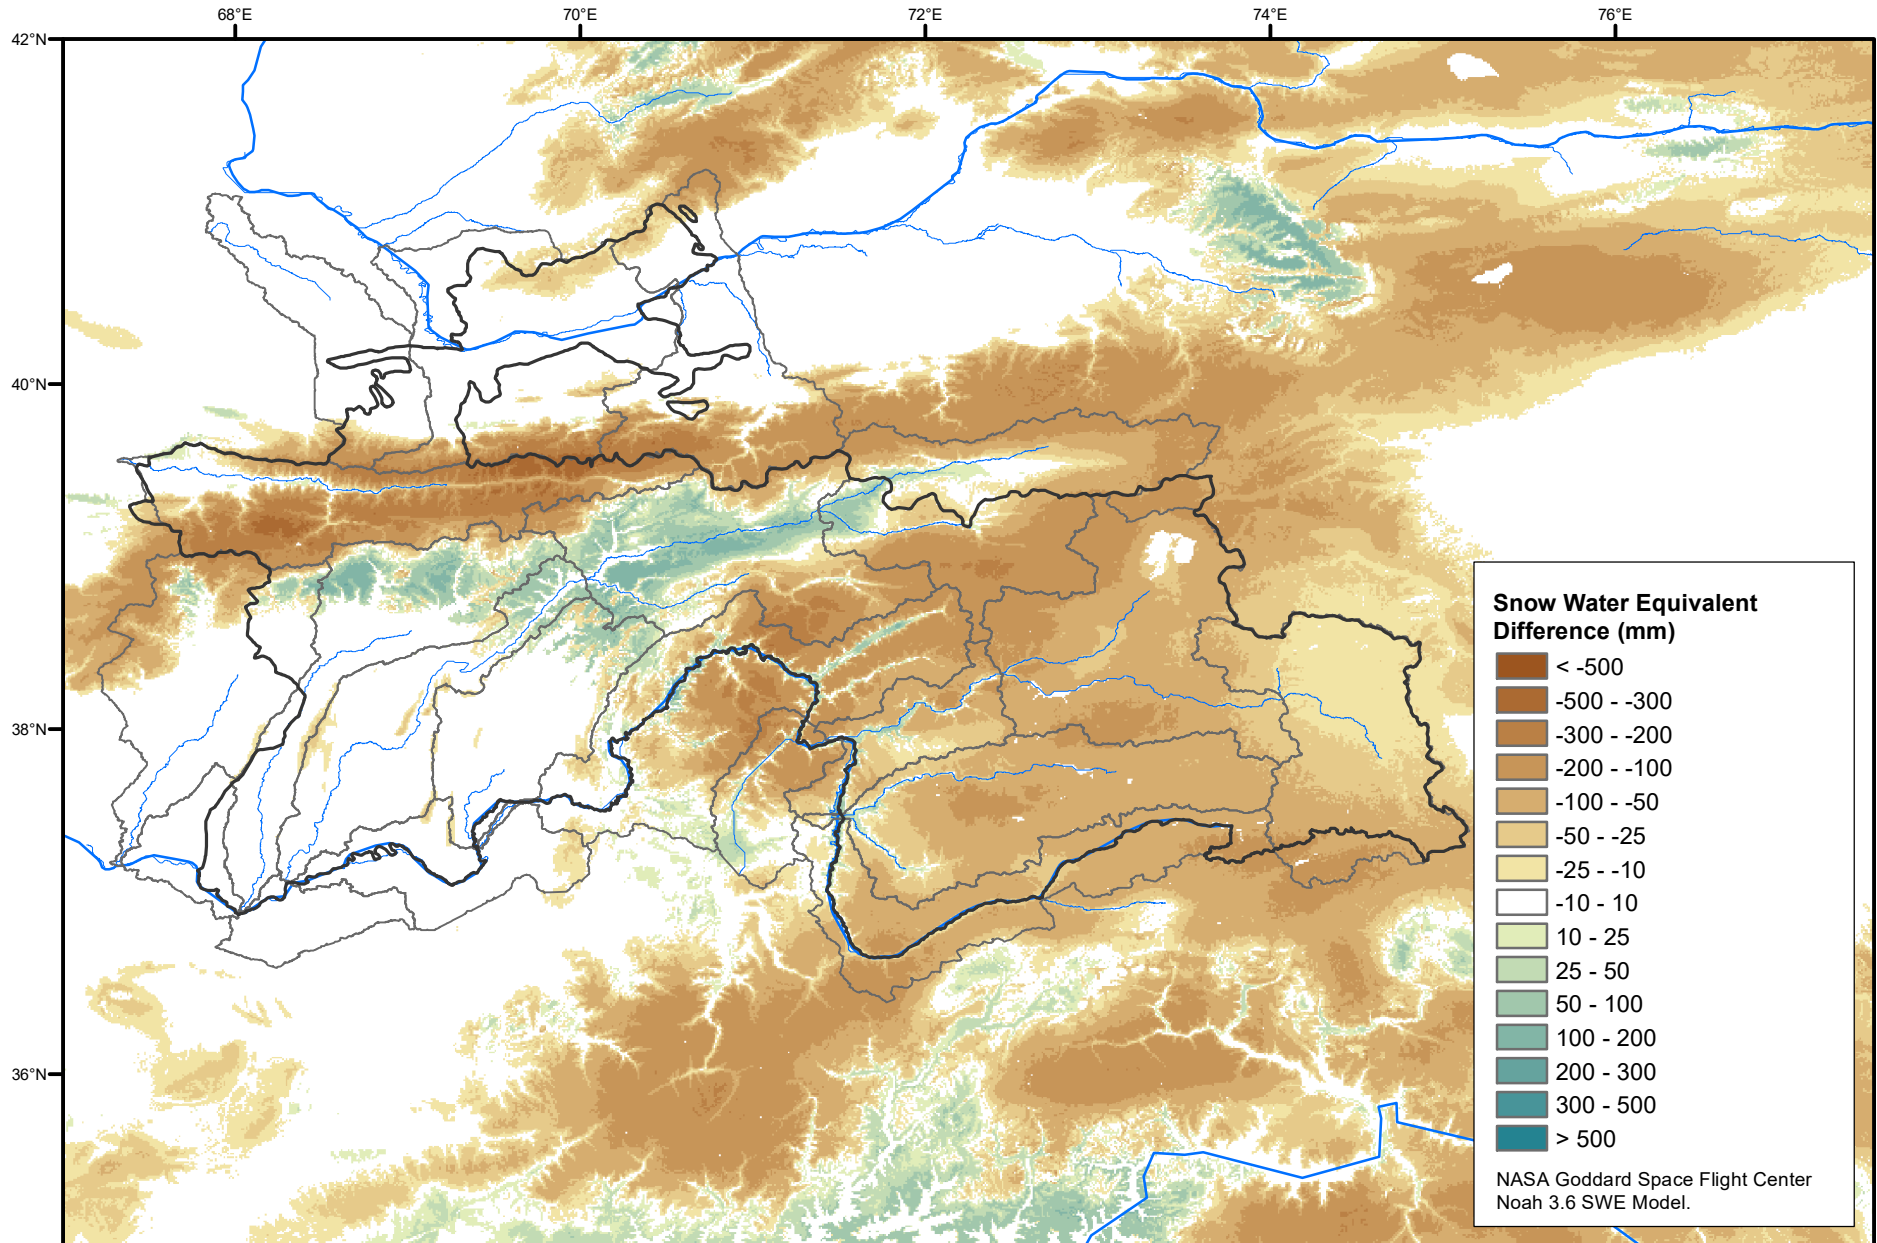 68°E 70°E 72°E 74°E 76°E
42°N
40°N
38°N
36°N
Snow Water Equivalent
Difference (mm)
< -500
-500 - -300
-300 - -200
-200 - -100
-100 - -50
-50 - -25
-25 - -10
-10 - 10
10 - 25
25 - 50
50 - 100
100 - 200
200 - 300
300 - 500
> 500
NASA Goddard Space Flight Center
Noah 3.6 SWE Model.